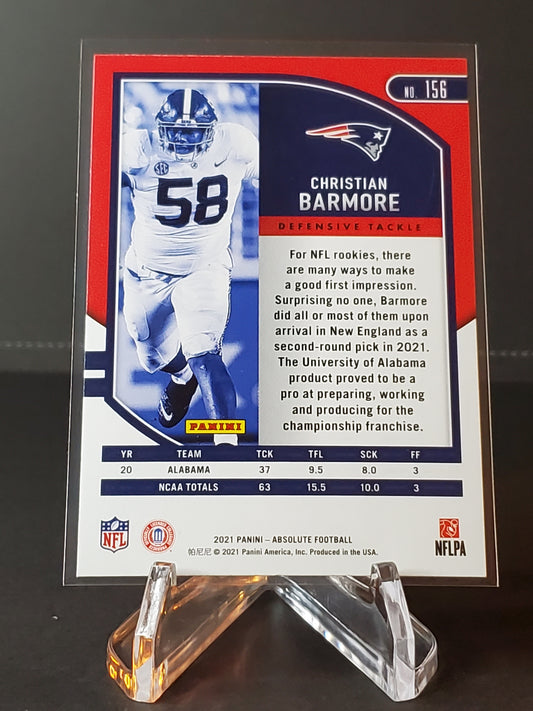 NO. 156
SEC
58
CHRISTIAN
BARMORE
DEFENSIVE TACKLE
For NFL rookies, there
are many ways to make
a good first impression.
Surprising no one, Barmore
did all or most of them upon
arrival in New England as a
second-round pick in 2021.
The University of Alabama
product proved to be a
pro at preparing, working
and producing for the
championship franchise.
PANINI
YR TEAM TCK TFL SCK FF
20 ALABAMA 37 9.5 8.0 3
NCAA TOTALS 63 15.5 10.0 3
NFL
2021 PANINI – ABSOLUTE FOOTBALL
帕尼尼 © 2021 Panini America, Inc. Produced in the USA.
NFLPA